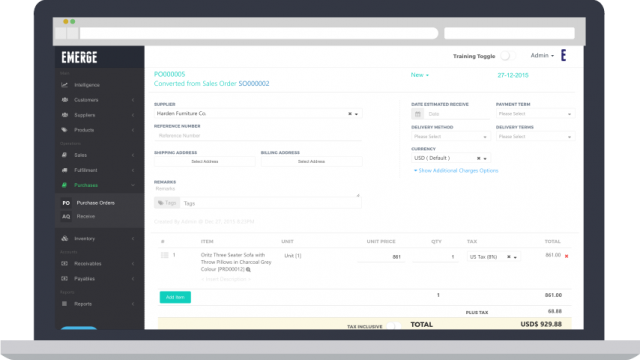 EMERGE
Training Toggle
Admin
E
PO000005
Converted from Sales Order SO000002
New
27-12-2015
Intelligence
Customers
Suppliers
Products
Sales
Fulfillment
Purchases
PO Purchase Orders
AQ Receive
Inventory
Receivables
Payables
Reports
SUPPLIER
Harden Furniture Co
REFERENCE NUMBER
Reference Number
SHIPPING ADDRESS
BILLING ADDRESS
Select Address
Select Address
REMARKS
Remarks
Tags
Tags
DATE ESTIMATED RECEIVE
PAYMENT TERM
Date
Please Select
DELIVERY METHOD
DELIVERY TERMS
Please Select
Please Select
CURRENCY
USD ( Default )
Show Additional Charges Options
# ITEM UNIT UNIT PRICE QTY TAX TOTAL
1 Ontz Three Seater Sofa with Unit [1] 861 1 US Tax (8%) 861.00
Throw Pillows in Charcoal Grey
Colour [PRD00012]
Add Item
1
861.00
PLUS TAX
68.88
TAX INCLUSIVE
TOTAL
USD$ 929.88